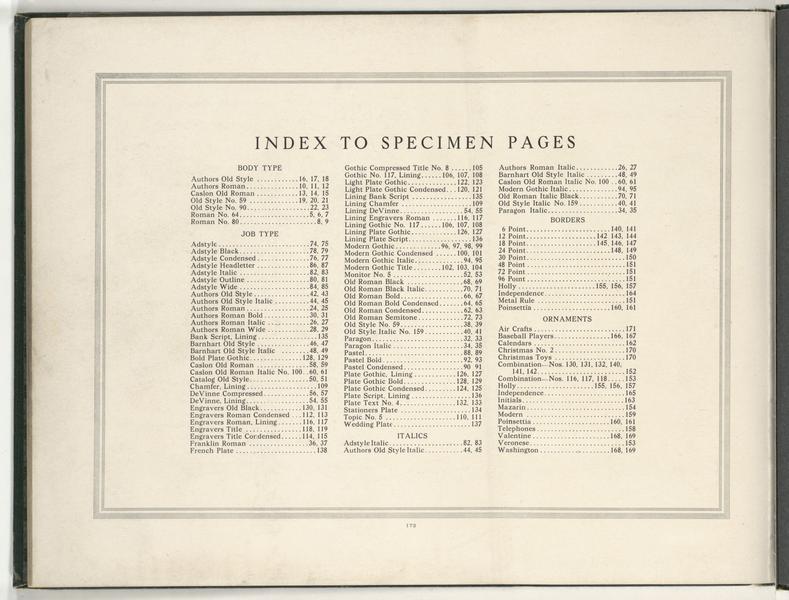 INDEX TO SPECIMEN PAGES
BODY TYPE
Authors Old Style ............16, 17, 18
Authors Roman................10, 11, 12
Caslon Old Roman ............13, 14, 15
Old Style No. 59 ..............19, 20, 21
Old Style No. 90....................22, 23
Roman No. 64......................5, 6, 7
Roman No. 80........................8, 9
JOB TYPE
Adstyle............................74, 75
Adstyle Black......................78, 79
Adstyle Condensed................76, 77
Adstyle Headletter ................86, 87
Adstyle Italic ......................82, 83
Adstyle Outline....................80, 81
Adstyle Wide......................84, 85
Authors Old Style..................42, 43
Authors Old Style Italic ............44, 45
Authors Roman....................24, 25
Authors Roman Bold..............30, 31
Authors Roman Italic ..............26, 27
Authors Roman Wide..............28, 29
Bank Script, Lining..................135
Barnhart Old Style................46, 47
Barnhart Old Style Italic ..........48, 49
Bold Plate Gothic................128, 129
Caslon Old Roman ................58, 59
Caslon Old Roman Italic No. 100..60, 61
Catalog Old Style..................50, 51
Chamfer, Lining......................109
DeVinne Compressed..............56, 57
DeVinne, Lining....................54, 55
Engravers Old Black............130, 131
Engravers Roman Condensed ....112, 113
Engravers Roman, Lining........116, 117
Engravers Title ................118, 119
Engravers Title Condensed......114, 115
Franklin Roman ....................36, 37
French Plate..........................138
Gothic Compressed Title No. 8 ......105
Gothic No. 117, Lining......106, 107, 108
Light Plate Gothic..............122, 123
Light Plate Gothic Condensed....120, 121
Lining Bank Script ..................135
Lining Chamfer ......................109
Lining DeVinne....................54, 55
Lining Engravers Roman ........116, 117
Lining Gothic No. 117......106, 107, 108
Lining Plate Gothic..............126, 127
Lining Plate Script....................136
Modern Gothic..............96, 97, 98, 99
Modern Gothic Condensed ......100, 101
Modern Gothic Italic................94, 95
Modern Gothic Title........102, 103, 104
Monitor No. 5......................52, 53
Old Roman Black..................68, 69
Old Roman Black Italic............70, 71
Old Roman Bold....................66, 67
Old Roman Bold Condensed........64, 65
Old Roman Condensed............62, 63
Old Roman Semitone..............72, 73
Old Style No. 59....................38, 39
Old Style No. 159 Italic............40, 41
Paragon............................32, 33
Paragon Italic......................34, 35
Pastel..............................88, 89
Pastel Bold........................92, 93
Pastel Condensed..................90 91
Plate Gothic, Lining............126, 127
Plate Gothic Bold................128, 129
Plate Gothic Condensed..........124, 125
Plate Script, Lining..................136
Plate Text No. 4................132, 133
Stationers Plate ....................134
Topic No. 5 ....................110, 111
Wedding Plate......................137
ITALICS
Adstyle Italic......................82, 83
Authors Old Style Italic............44, 45
Authors Roman Italic..............26, 27
Barnhart Old Style Italic ..........48, 49
Caslon Old Roman Italic No. 100 ..60, 61
Modern Gothic Italic..............94, 95
Old Roman Italic Black............70, 71
Old Style Italic No. 159............40, 41
Paragon Italic....................34, 35
BORDERS
6 Point........................140, 141
12 Point..................142 143, 144
18 Point..................145, 146, 147
24 Point........................148, 149
30 Point............................150
48 Point............................151
72 Point............................151
96 Point............................151
Holly......................155, 156, 157
Independence........................164
Metal Rule..........................151
Poinsettia......................160, 161
ORNAMENTS
Air Crafts..........................171
Baseball Players................166, 167
Calendars ..........................162
Christmas No. 2......................170
Christmas Toys ......................170
Combination—Nos. 130, 131, 132, 140,
141, 142..........................152
Combination—Nos. 116, 117, 118......153
Holly......................155, 156, 157
Independence........................165
Initials..............................163
Mazarin............................154
Modern ............................159
Poinsettia......................160, 161
Telephones..........................158
Valentine......................168, 169
Veronese............................153
Washington......................168, 169
173